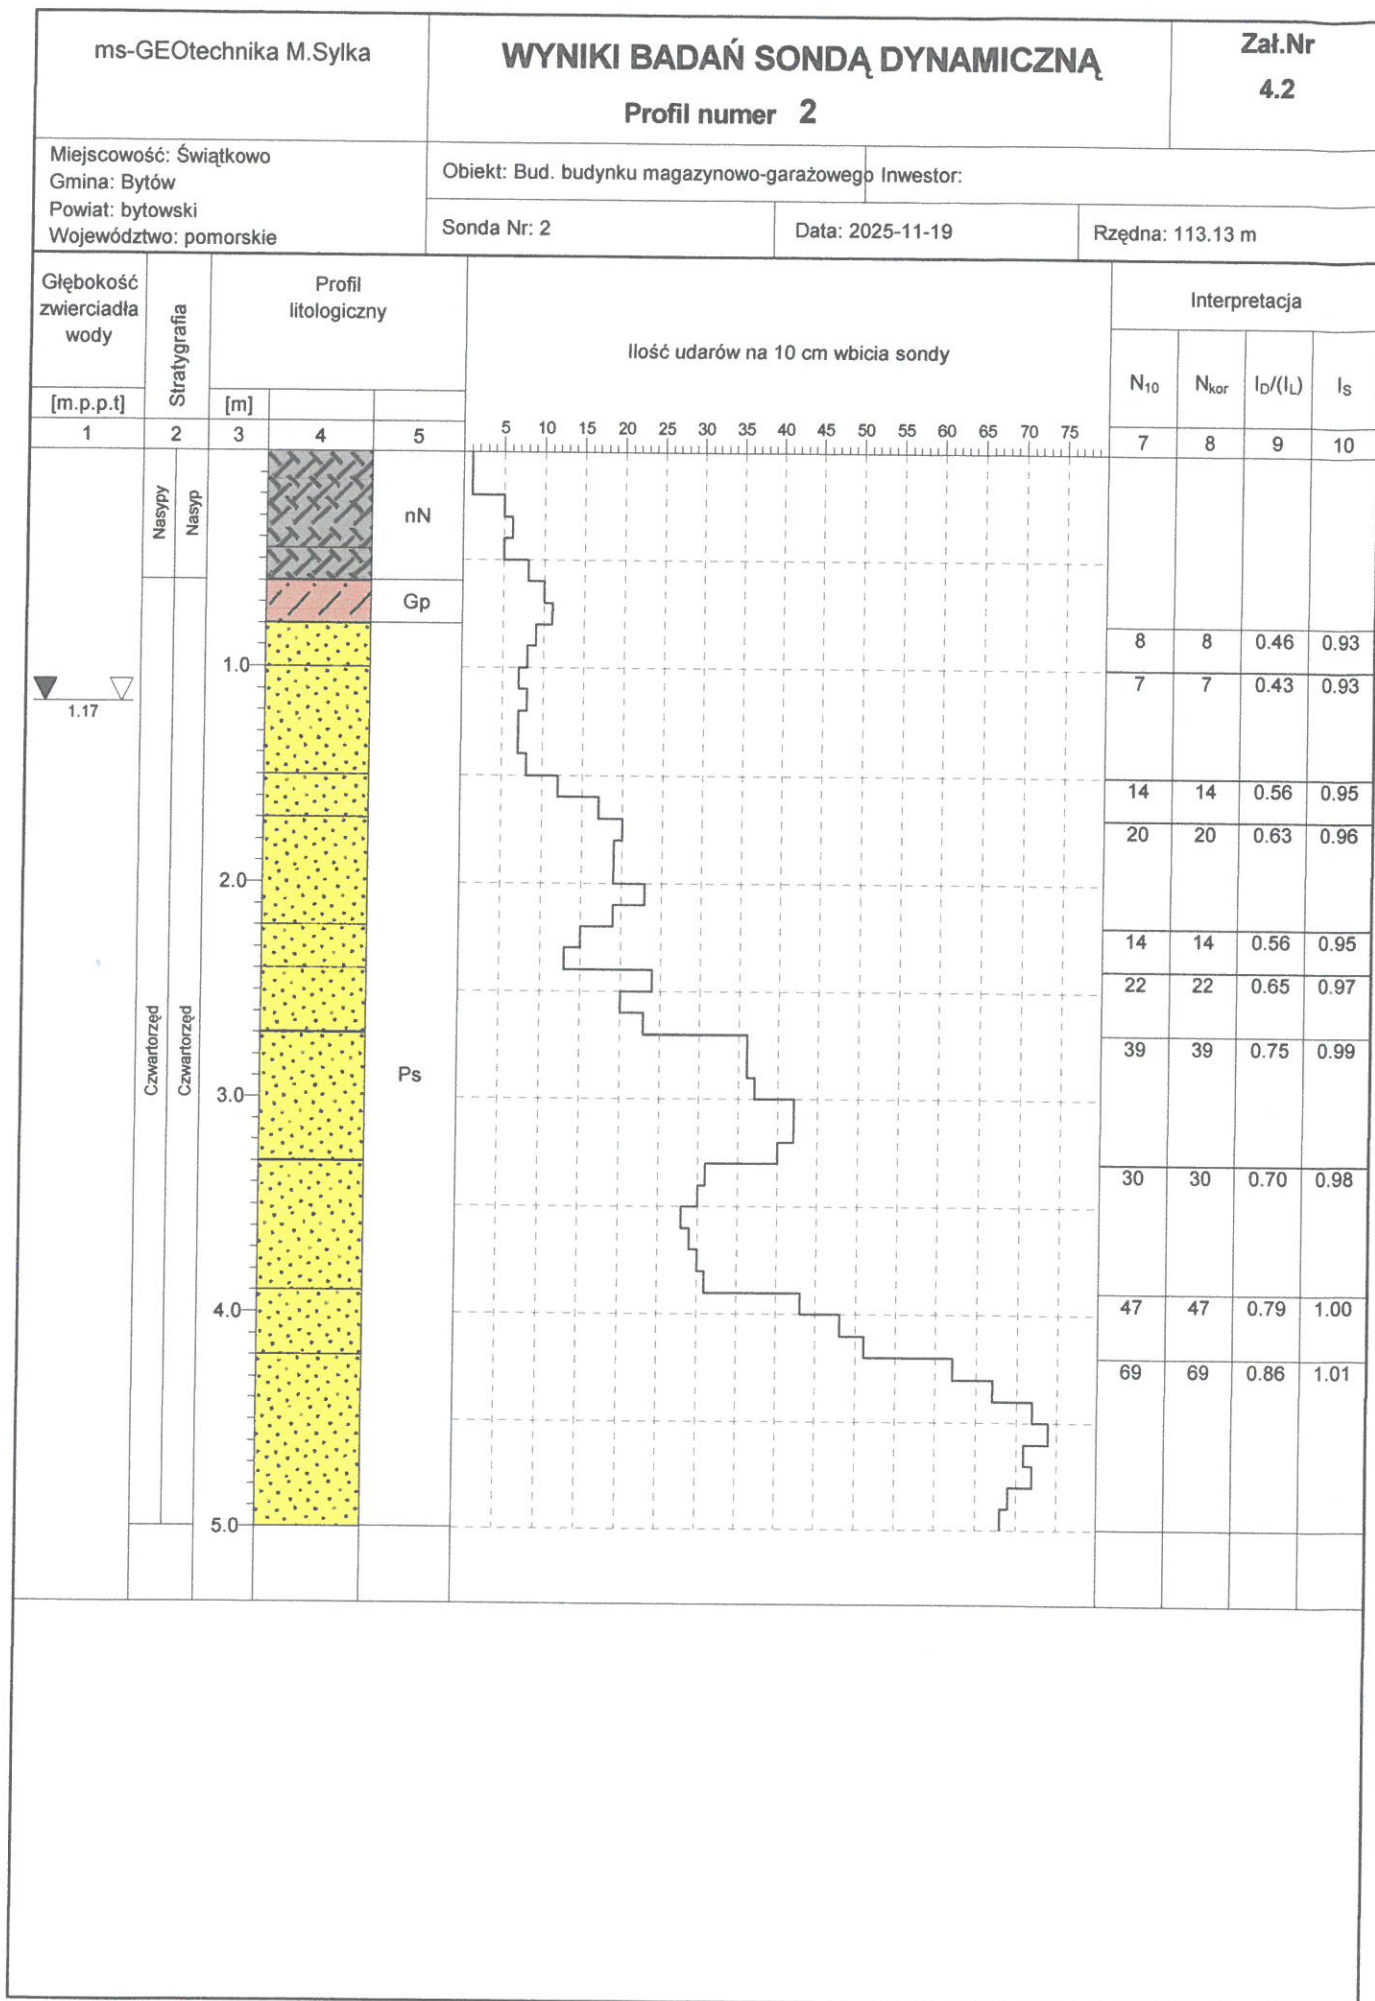 ms-GEOtechnika M.Sylka
WYNIKI BADAŃ SONDĄ DYNAMICZNĄ
Profil numer 2
Zał.Nr
4.2
Miejscowość: Świątkowo
Gmina: Bytów
Powiat: bytowski
Województwo: pomorskie
Obiekt: Bud. budynku magazynowo-garażowego Inwestor:
Sonda Nr: 2
Data: 2025-11-19
Rzędna: 113.13 m
Głębokość
zwierciadła
wody
[m.p.p.t]
Stratygrafia
Profil
litologiczny
[m]
Ilość udarów na 10 cm wbicia sondy
Interpretacja
N10 Nkor ID/(IL) IS
1 2 3 4 5
5 10 15 20 25 30 35 40 45 50 55 60 65 70 75
7 8 9 10
Nasypy
Nasyp
nN
Gp
8 8 0.46 0.93
1.0
7 7 0.43 0.93
1.17
14 14 0.56 0.95
20 20 0.63 0.96
2.0
14 14 0.56 0.95
22 22 0.65 0.97
Czwartorzęd
Czwartorzęd
39 39 0.75 0.99
Ps
3.0
30 30 0.70 0.98
4.0
47 47 0.79 1.00
69 69 0.86 1.01
5.0